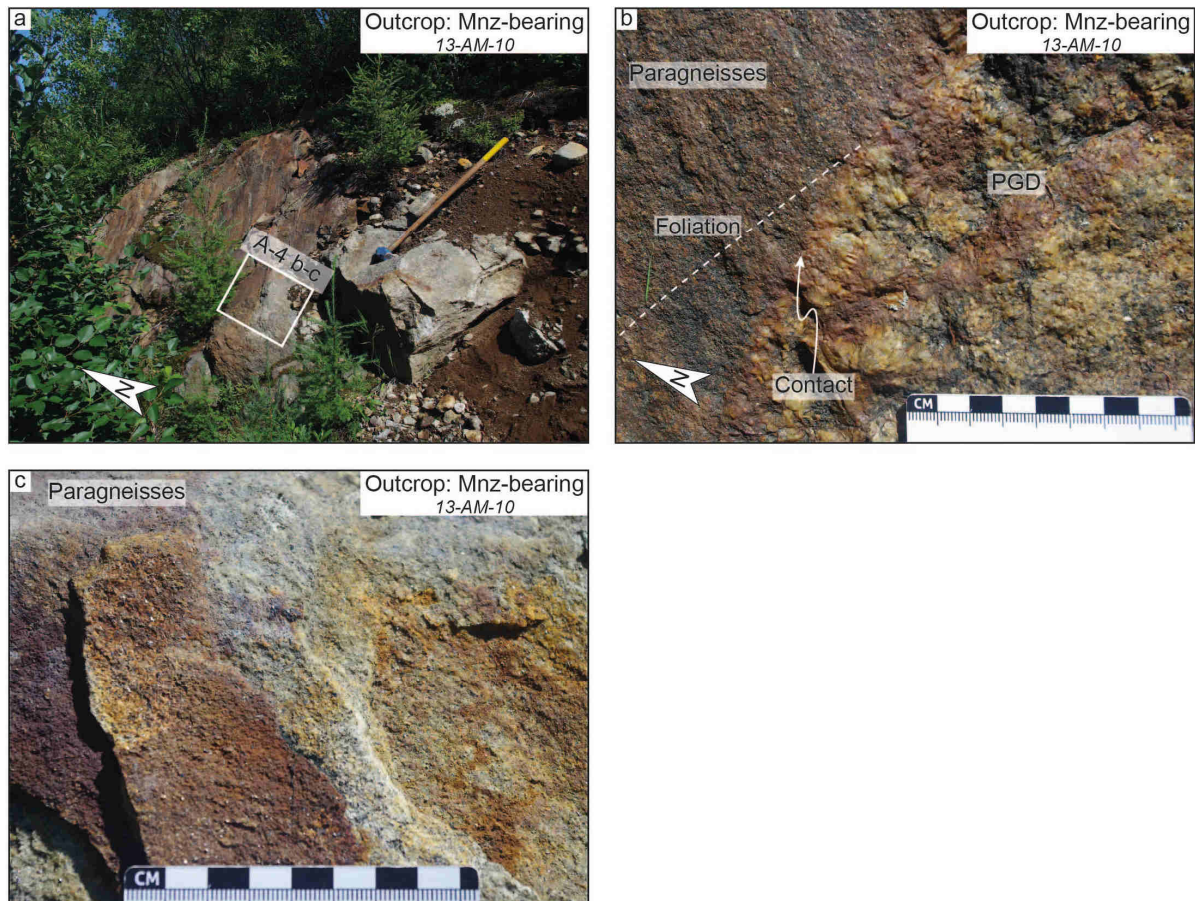 a
Outcrop: Mnz-bearing
13-AM-10
A-4 b-c
N
b
Outcrop: Mnz-bearing
13-AM-10
Paragneisses
PGD
Foliation
N
Contact
CM
c
Paragneisses
Outcrop: Mnz-bearing
13-AM-10
CM